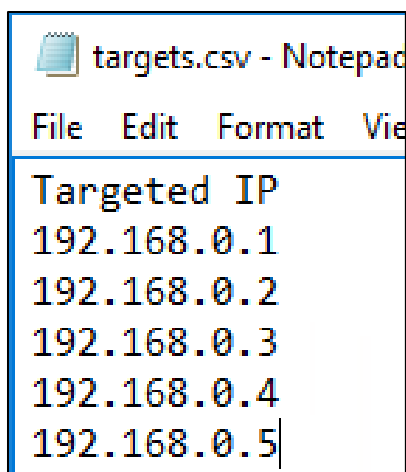 targets.csv - Notepad
File Edit Format Vie
Targeted IP
192.168.0.1
192.168.0.2
192.168.0.3
192.168.0.4
192.168.0.5